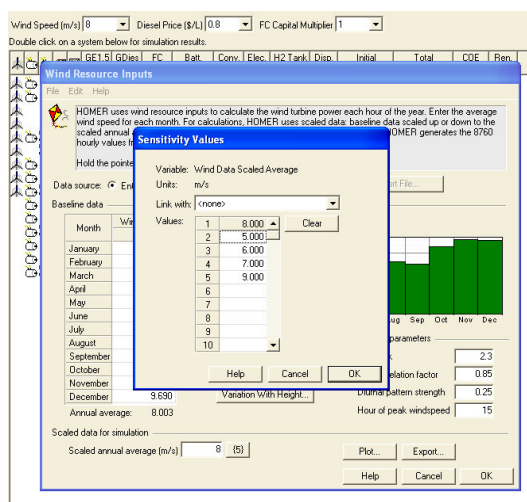 Wind Speed (m/s) 8 Diesel Price ($/L) 0.8 FC Capital Multiplier 1
Double click on a system below for simulation results.
GE1.5 GDies FC Batt. Conv. Elec. H2 Tank Disp. Initial Total COE Ren.
Wind Resource Inputs
File Edit Help
HOMER uses wind resource inputs to calculate the wind turbine power each hour of the year. Enter the average
wind speed for each month. For calculations, HOMER uses scaled data: baseline data scaled up or down to the
scaled annual HOMER generates the 8760
hourly values
Hold the
Sensitivity Values
Variable: Wind Data Scaled Average
Units: m/s
Link with: <none>
Values:
1 8.000
2 5.000
3 6.000
4 7.000
5 9.000
6
7
8
9
10
Clear
Help Cancel OK
Data source: File...
Baseline data
Month
January
February
March
April
May
June
July
August
September
October
November
December 9.690
Annual average: 8.003
Variation With Height...
Sep Oct Nov Dec
parameters
2.3
factor 0.85
Diurnal pattern strength 0.25
Hour of peak windspeed 15
Scaled data for simulation
Scaled annual average (m/s) 8 {5}
Plot... Export...
Help Cancel OK